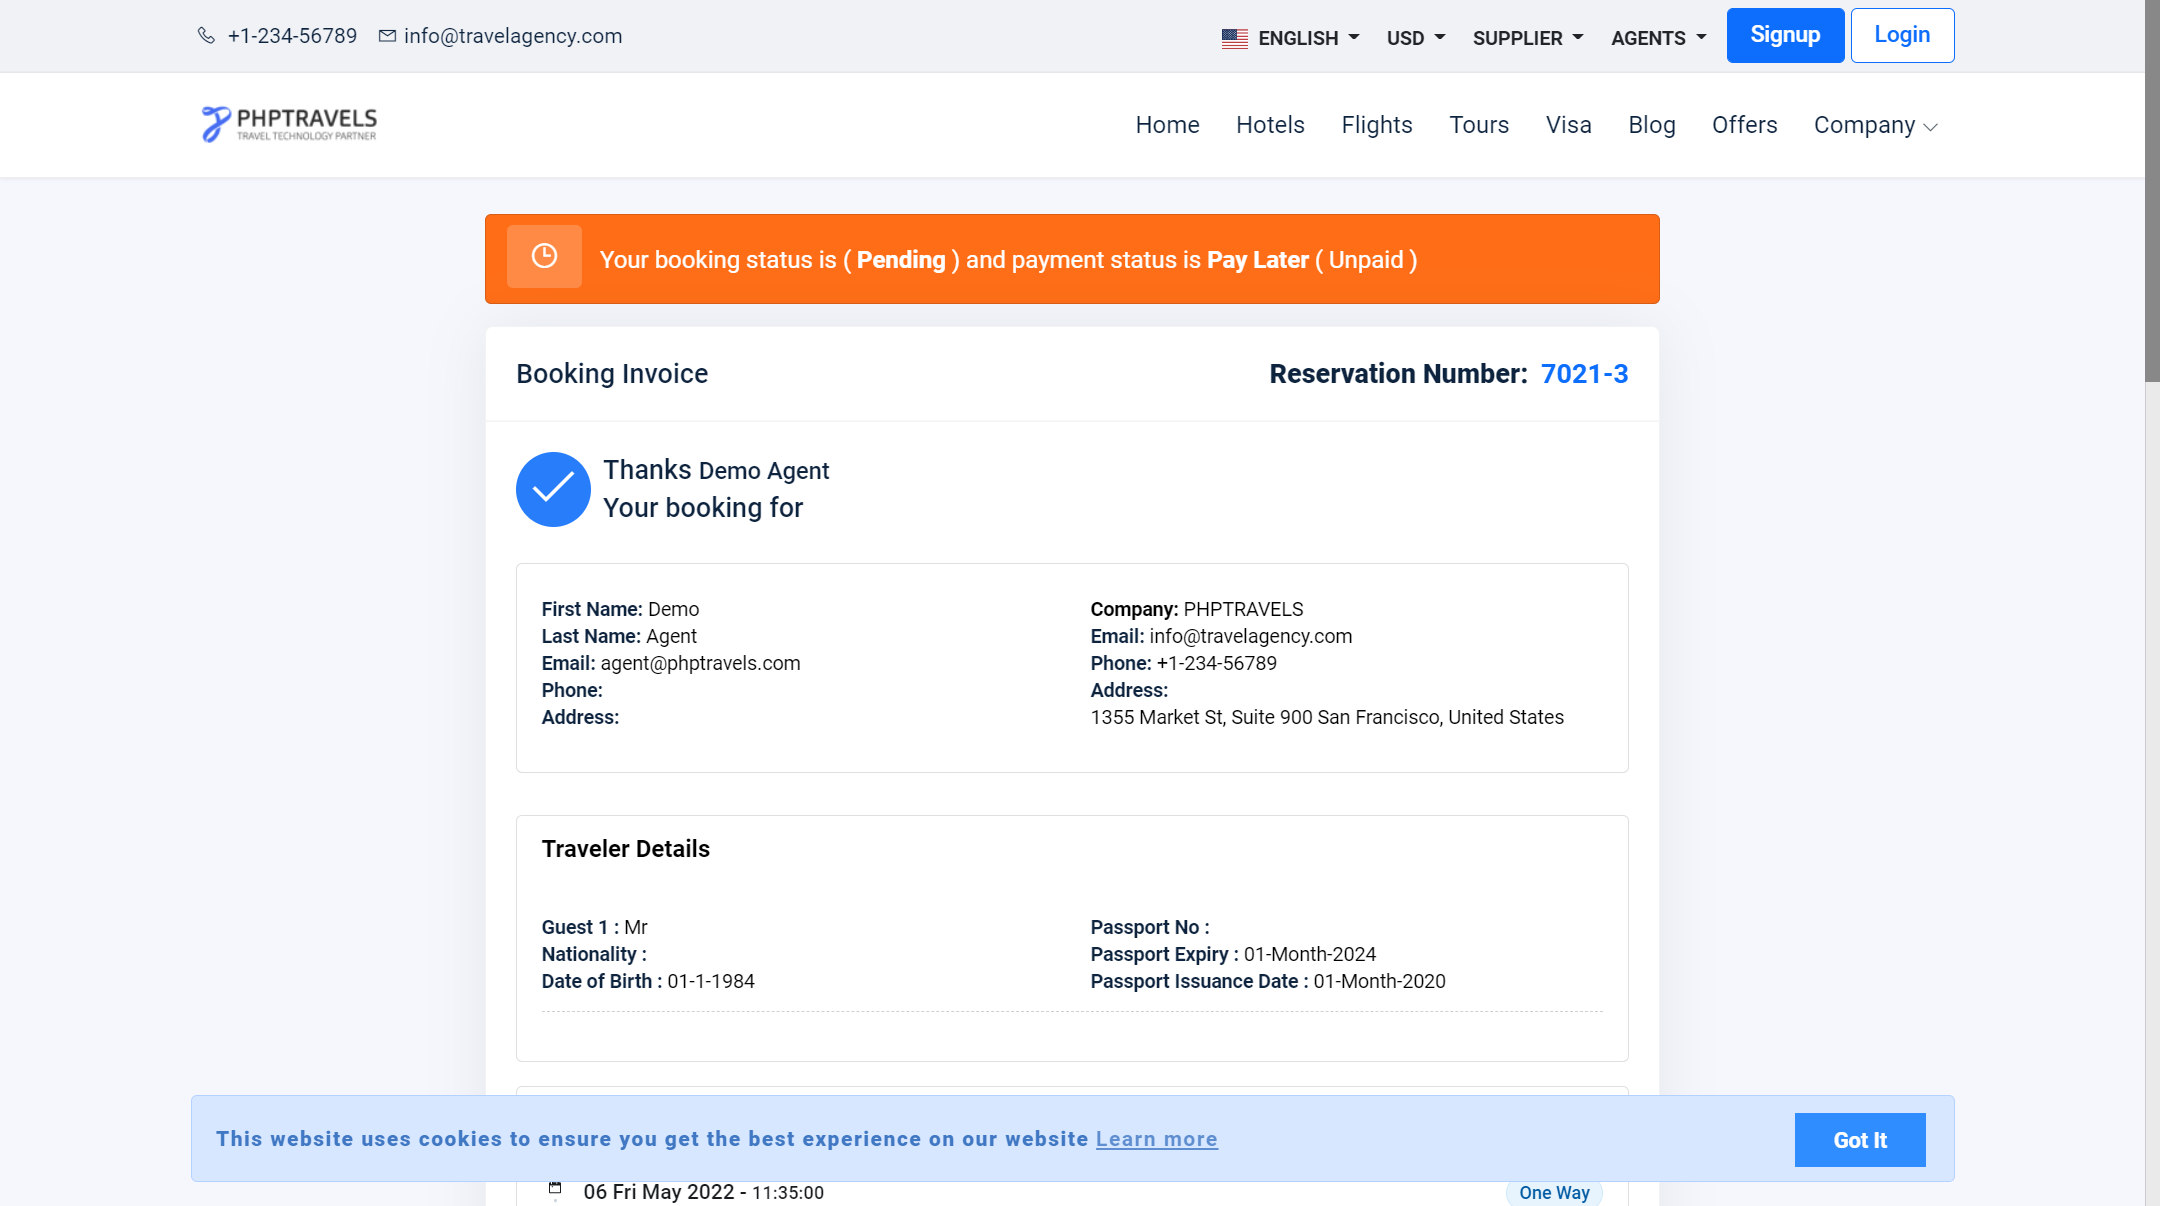 +1-234-56789 info@travelagency.com ENGLISH USD SUPPLIER AGENTS Signup Login
PHPTRAVELS
TRAVEL TECHNOLOGY PARTNER
Home Hotels Flights Tours Visa Blog Offers Company
Your booking status is ( Pending ) and payment status is Pay Later ( Unpaid )
Booking Invoice
Reservation Number: 7021-3
Thanks Demo Agent
Your booking for
First Name: Demo
Last Name: Agent
Email: agent@phptravels.com
Phone:
Address:
Company: PHPTRAVELS
Email: info@travelagency.com
Phone: +1-234-56789
Address:
1355 Market St, Suite 900 San Francisco, United States
Traveler Details
Guest 1 : Mr
Nationality :
Date of Birth : 01-1-1984
Passport No :
Passport Expiry : 01-Month-2024
Passport Issuance Date : 01-Month-2020
This website uses cookies to ensure you get the best experience on our website Learn more
Got It
06 Fri May 2022 - 11:35:00
One Way